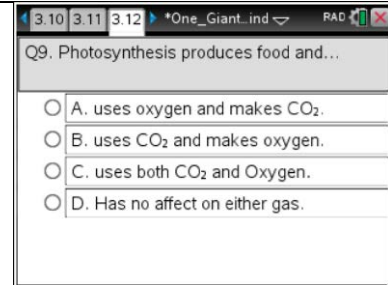 3.10 3.11 3.12 *One_Giant…ind RAD
Q9. Photosynthesis produces food and...
A. uses oxygen and makes CO₂.
B. uses CO₂ and makes oxygen.
C. uses both CO₂ and Oxygen.
D. Has no affect on either gas.